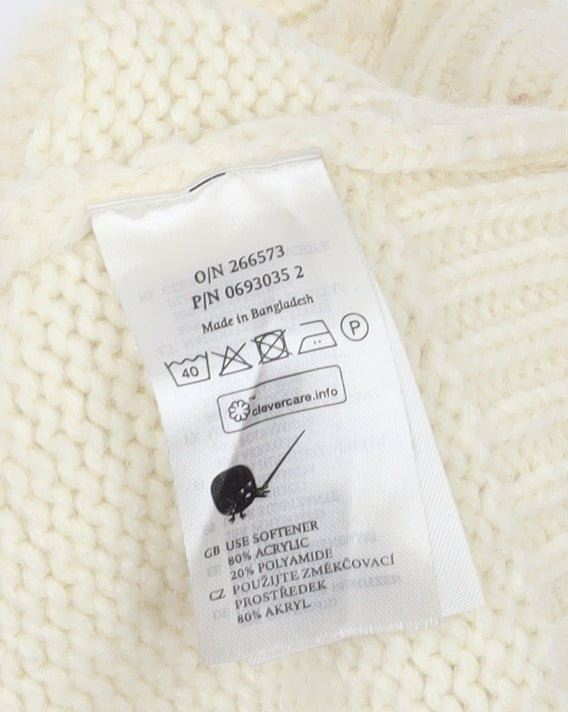 O/N 266573
P/N 0693035 2
Made in Bangladesh
40 P
clevercare.info
GB USE SOFTENER
80% ACRYLIC
20% POLYAMIDE
CZ POUŽIJTE ZMĚKČOVACÍ
PROSTŘEDEK
80% AKRYL